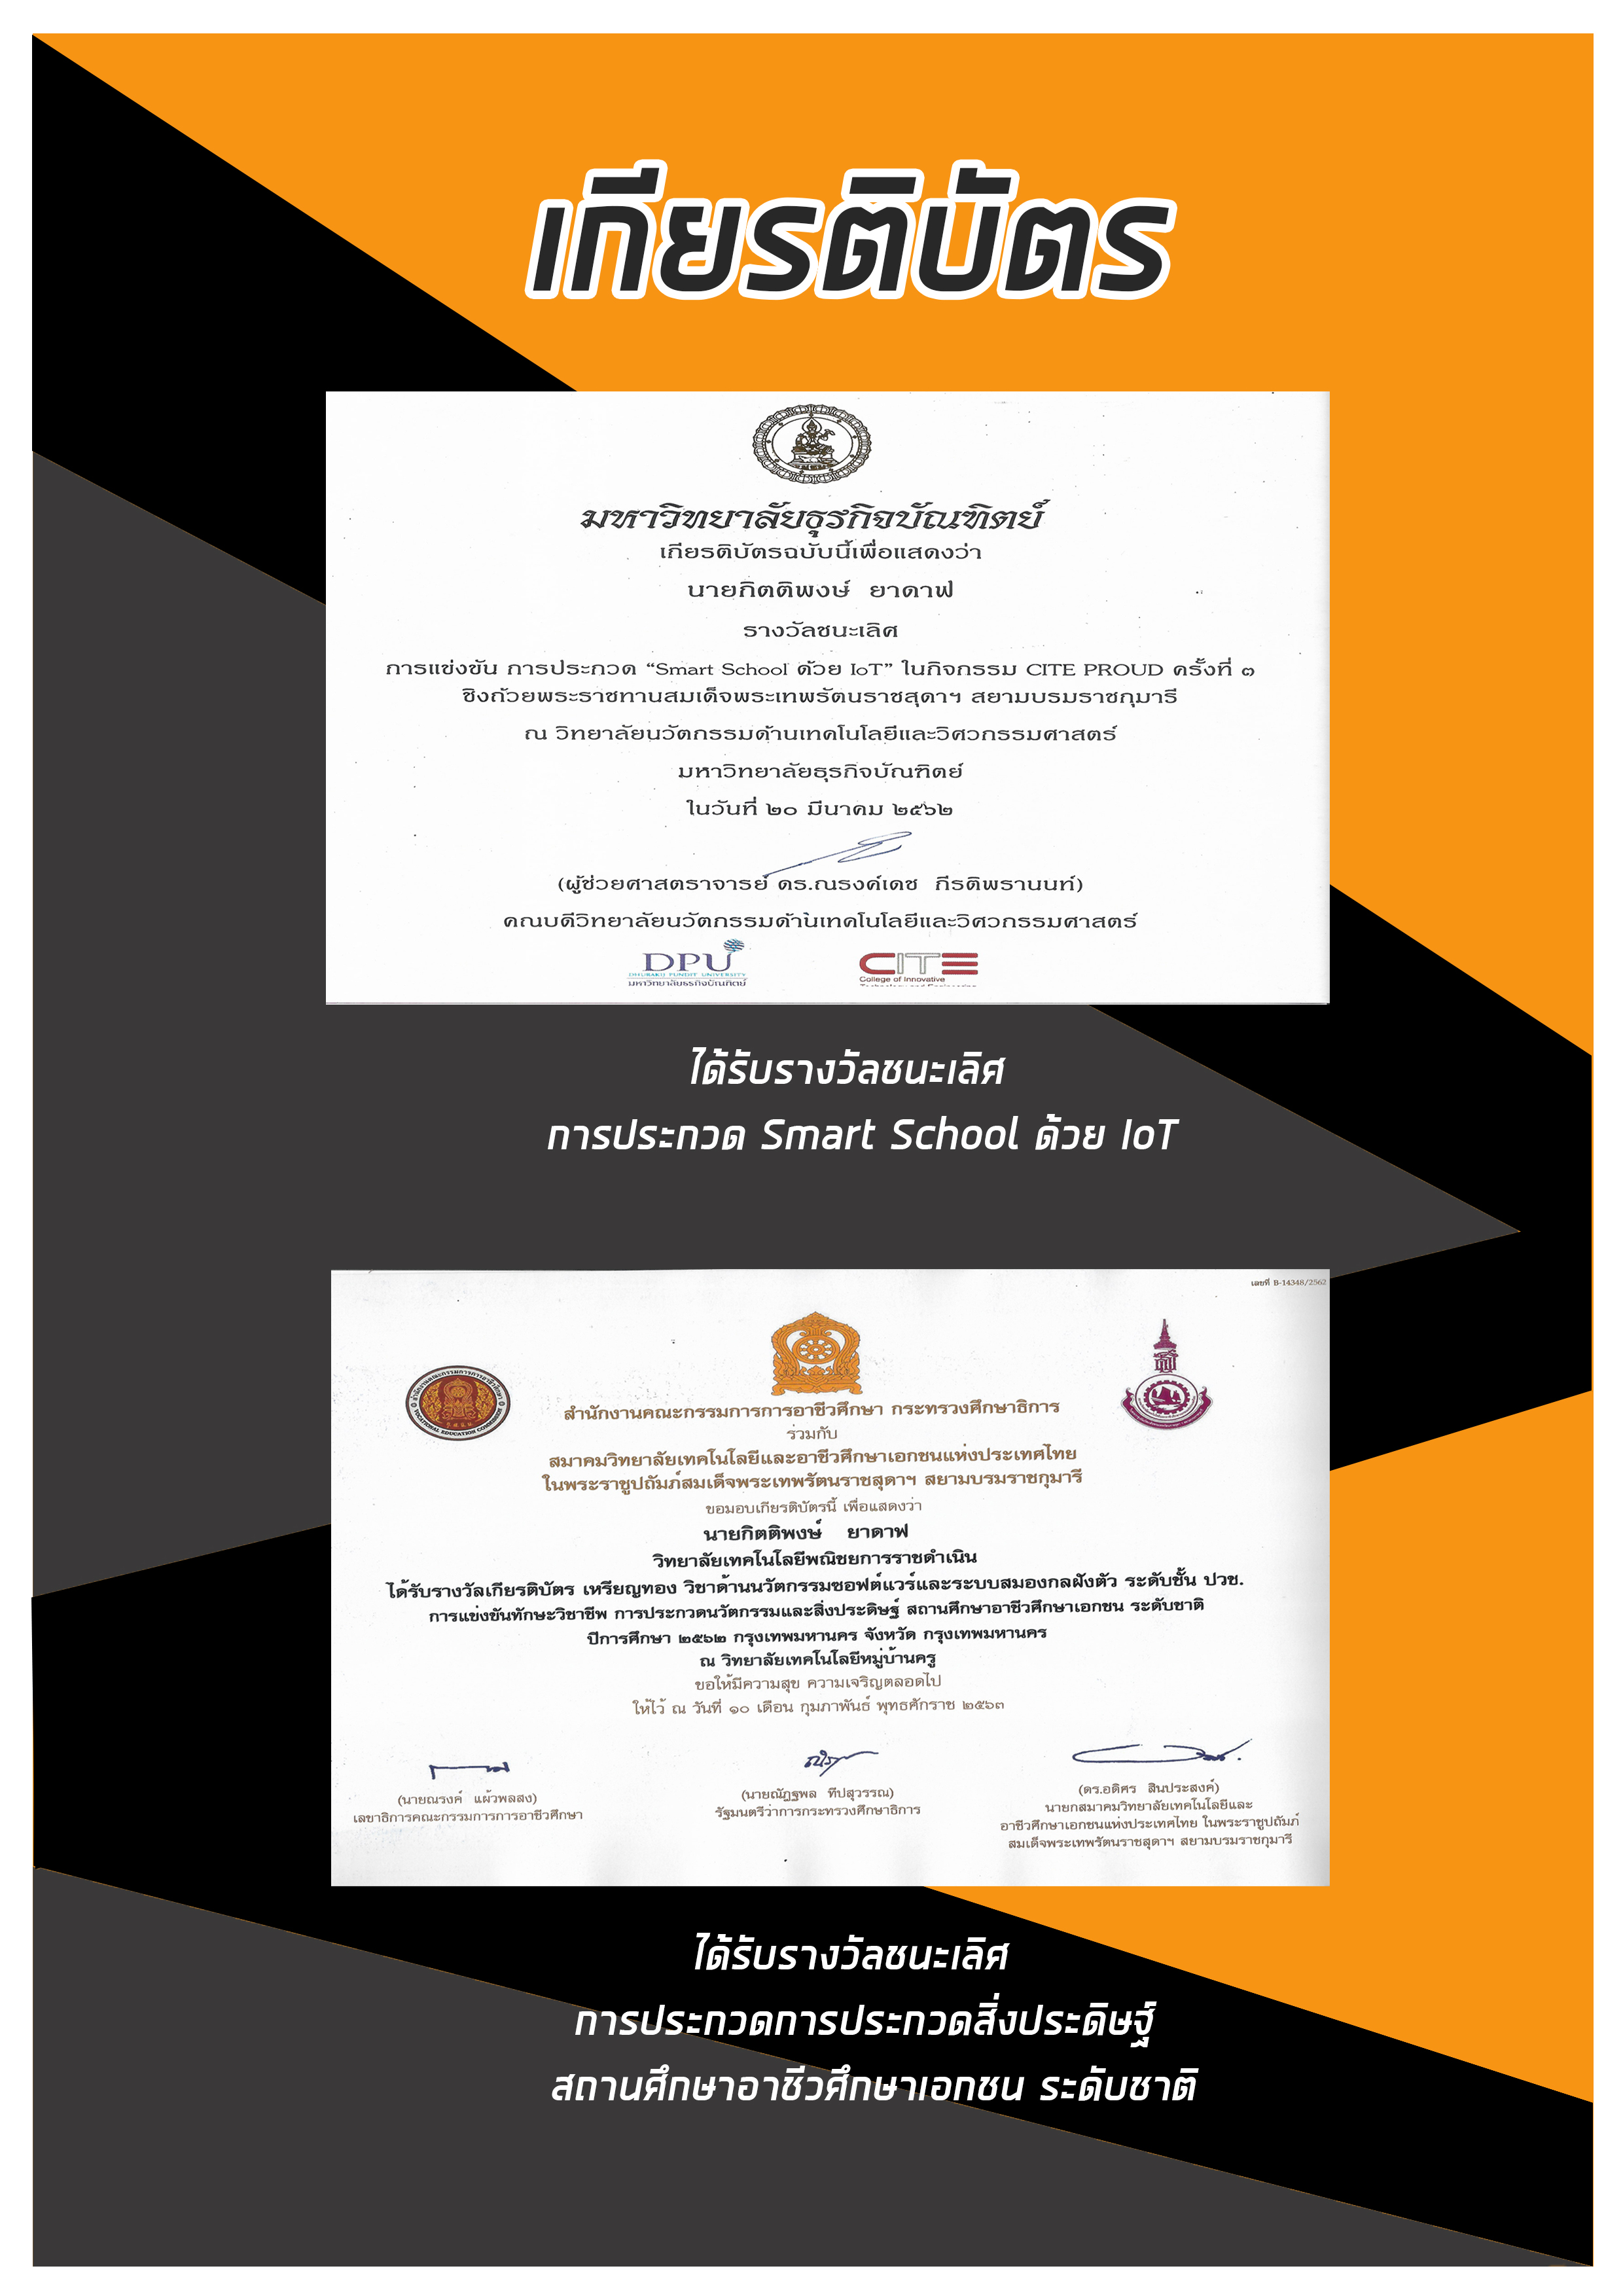 เกียรติบัตร
มหาวิทยาลัยธุรกิจบัณฑิตย์
เกียรติบัตรฉบับนี้เพื่อแสดงว่า
นายกิตติพงษ์ ยาดาฟ
รางวัลชนะเลิศ
การแข่งขัน การประกวด “Smart School ด้วย IoT” ในกิจกรรม CITE PROUD ครั้งที่ ๓
ชิงถ้วยพระราชทานสมเด็จพระเทพรัตนราชสุดาฯ สยามบรมราชกุมารี
ณ วิทยาลัยนวัตกรรมด้านเทคโนโลยีและวิศวกรรมศาสตร์
มหาวิทยาลัยธุรกิจบัณฑิตย์
ในวันที่ ๒๐ มีนาคม ๒๕๖๒
(ผู้ช่วยศาสตราจารย์ ดร.ณรงค์เดช กีรติพรานนท์)
คณบดีวิทยาลัยนวัตกรรมด้านเทคโนโลยีและวิศวกรรมศาสตร์
DPU
DHURAKIJ PUNDIT UNIVERSITY
มหาวิทยาลัยธุรกิจบัณฑิตย์
CITE
College of Innovative
Technology and Engineering
ได้รับรางวัลชนะเลิศ
การประกวด Smart School ด้วย IoT
เลขที่ B-14348/2562
สำนักงานคณะกรรมการการอาชีวศึกษา
VOCATIONAL EDUCATION COMMISSION
สำนักงานคณะกรรมการการอาชีวศึกษา กระทรวงศึกษาธิการ
ร่วมกับ
สมาคมวิทยาลัยเทคโนโลยีและอาชีวศึกษาเอกชนแห่งประเทศไทย
ในพระราชูปถัมภ์สมเด็จพระเทพรัตนราชสุดาฯ สยามบรมราชกุมารี
ขอมอบเกียรติบัตรนี้ เพื่อแสดงว่า
นายกิตติพงษ์ ยาดาฟ
วิทยาลัยเทคโนโลยีพณิชยการราชดำเนิน
ได้รับรางวัลเกียรติบัตร เหรียญทอง วิชาด้านนวัตกรรมซอฟต์แวร์และระบบสมองกลฝังตัว ระดับชั้น ปวช.
การแข่งขันทักษะวิชาชีพ การประกวดนวัตกรรมและสิ่งประดิษฐ์ สถานศึกษาอาชีวศึกษาเอกชน ระดับชาติ
ปีการศึกษา ๒๕๖๒ กรุงเทพมหานคร จังหวัด กรุงเทพมหานคร
ณ วิทยาลัยเทคโนโลยีหมู่บ้านครู
ขอให้มีความสุข ความเจริญตลอดไป
ให้ไว้ ณ วันที่ ๑๐ เดือน กุมภาพันธ์ พุทธศักราช ๒๕๖๓
(นายณรงค์ แผ้วพลสง)
เลขาธิการคณะกรรมการการอาชีวศึกษา
(นายณัฏฐพล ทีปสุวรรณ)
รัฐมนตรีว่าการกระทรวงศึกษาธิการ
(ดร.อดิศร สินประสงค์)
นายกสมาคมวิทยาลัยเทคโนโลยีและ
อาชีวศึกษาเอกชนแห่งประเทศไทย ในพระราชูปถัมภ์
สมเด็จพระเทพรัตนราชสุดาฯ สยามบรมราชกุมารี
ได้รับรางวัลชนะเลิศ
การประกวดการประกวดสิ่งประดิษฐ์
สถานศึกษาอาชีวศึกษาเอกชน ระดับชาติ